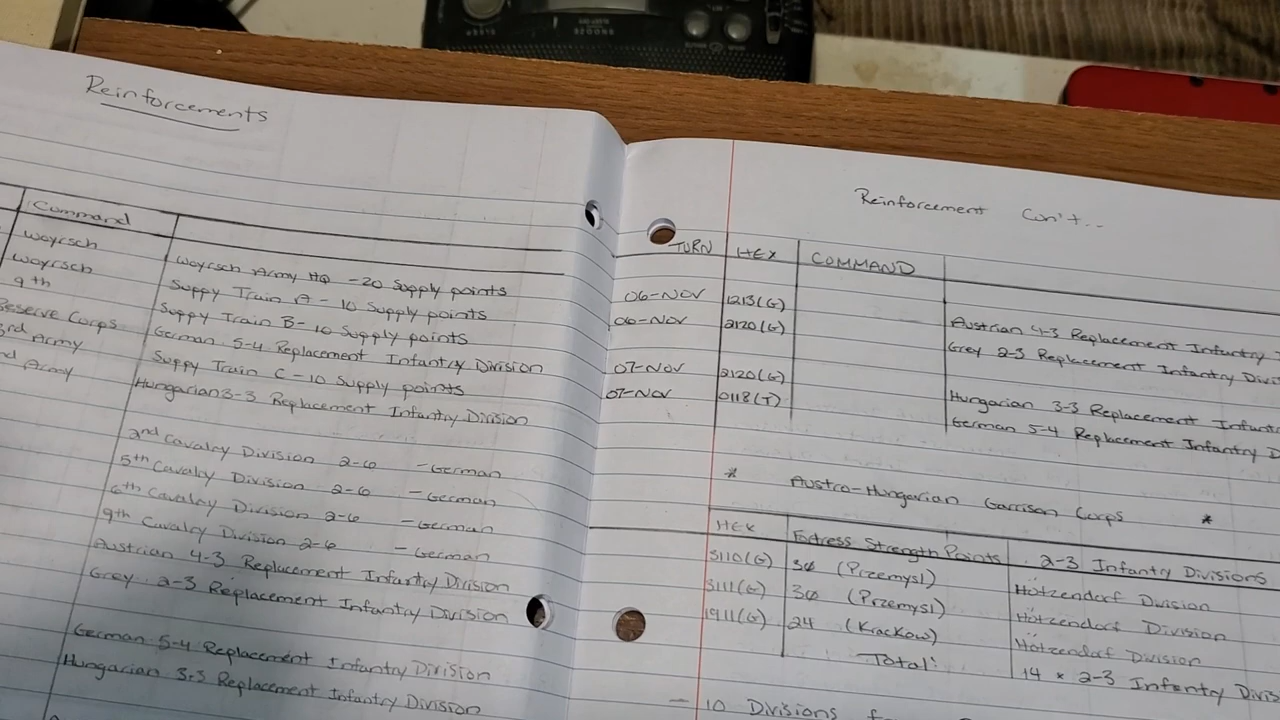 Reinforcements
Command
Woyrsch
Woyrsch Army HQ - 20 Supply points
Woyrsch
Suppy Train A - 10 Supply points
9th
Suppy Train B - 10 Supply points
Reserve Corps
German 5-4 Replacement Infantry Division
3rd Army
Suppy Train C - 10 Supply points
nd Army
Hungarian 3-3 Replacement Infantry Division
2nd Cavalry Division 2-6 - German
5th Cavalry Division 2-6 - German
6th Cavalry Division 2-6 - German
9th Cavalry Division 2-6 - German
Austrian 4-3 Replacement Infantry Division
Grey 2-3 Replacement Infantry Division
German 5-4 Replacement Infantry Division
Hungarian 3-3 Replacement Infantry Division
Reinforcement Con't..
TURN HEX COMMAND
06-Nov 1213(G) Austrian 4-3 Replacement Infantry
06-Nov 2120(G) Grey 2-3 Replacement Infantry Divi
07-Nov 2120(G) Hungarian 3-3 Replacement Infant
07-Nov 0118(T) German 5-4 Replacement Infantry D
* Austro-Hungarian Garrison Corps *
HEX Fortress Strength Points 2-3 Infantry Divisions
3110(G) (Przemysl) Hötzendorf Division
3111(G) (Przemysl) Hötzendorf Division
1911(G) 24 (Krackow) Hötzendorf Division
Total: 14 × 2-3 Infantry Divis
- 10 Divisions